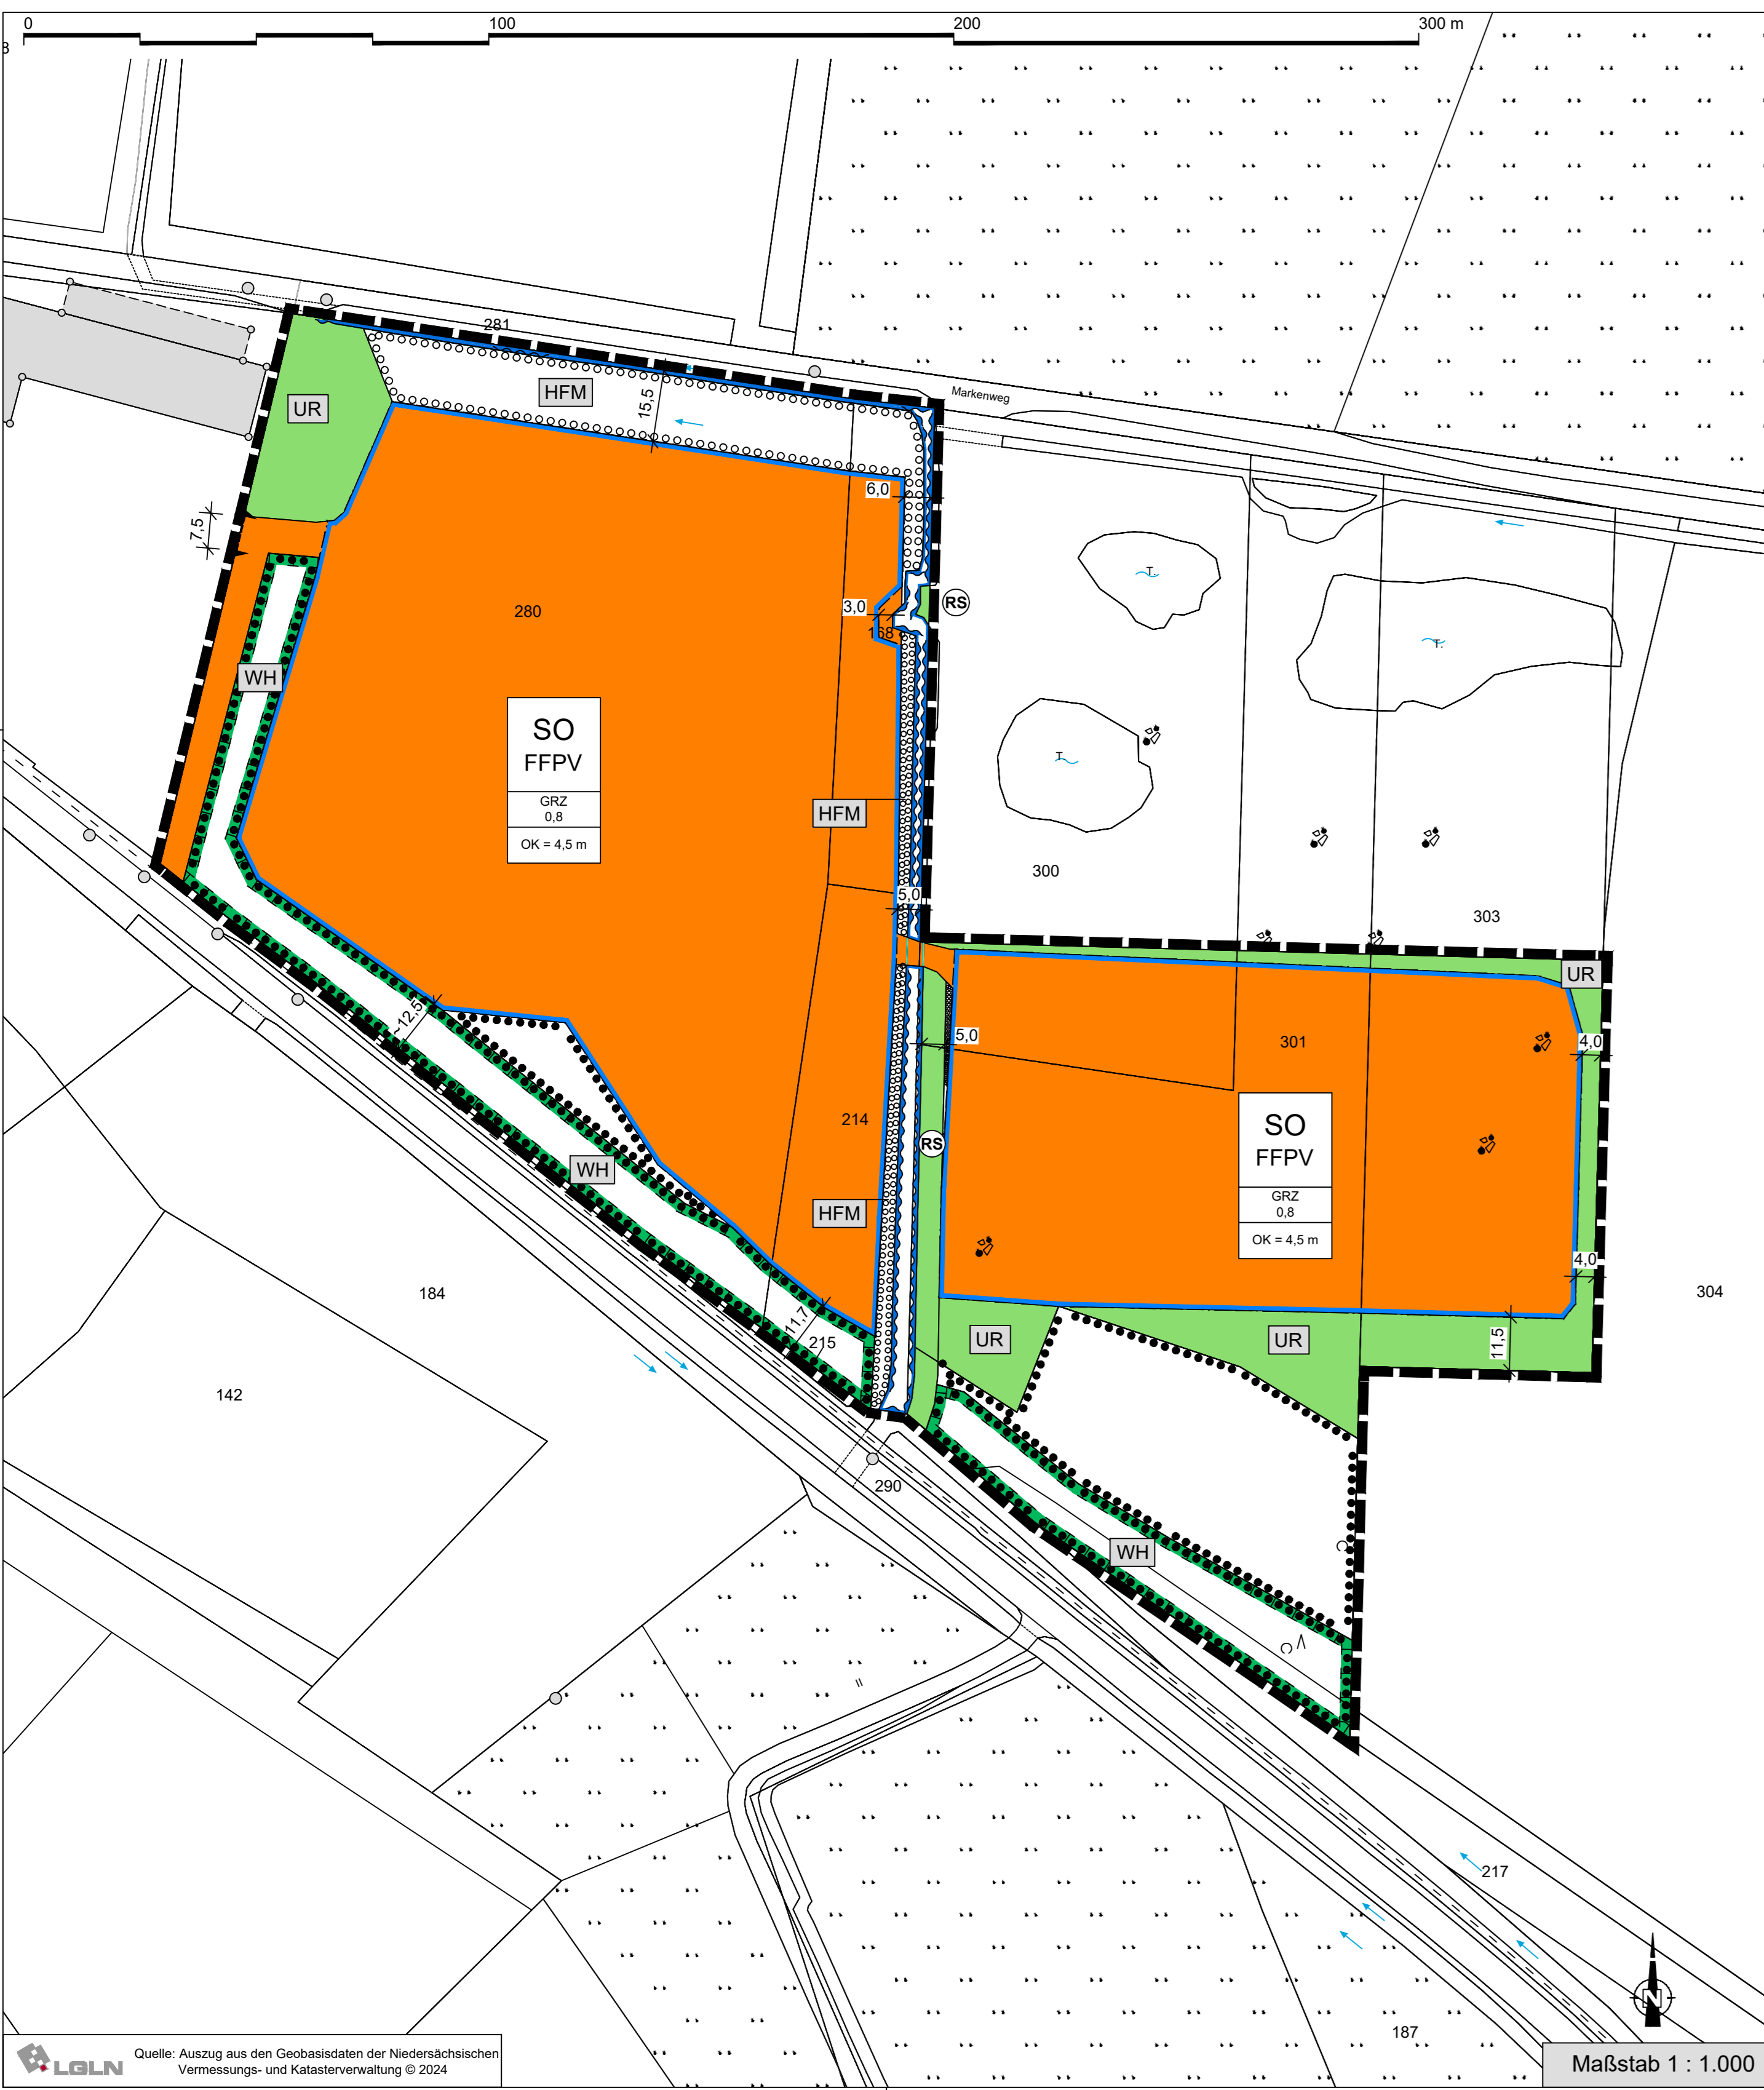 0
100
200
300 m
281
Markenweg
HFM
UR
15,5
6,0
7,5
280
3,0
168
RS
T.
T.
T.
WH
SO
FFPV
GRZ
0,8
OK = 4,5 m
HFM
300
5,0
303
UR
~12,5
5,0
301
4,0
214
RS
SO
FFPV
GRZ
0,8
OK = 4,5 m
WH
HFM
4,0
304
184
11,7
215
UR
UR
11,5
142
290
WH
217
187
N
LGLN
Quelle: Auszug aus den Geobasisdaten der Niedersächsischen
Vermessungs- und Katasterverwaltung © 2024
Maßstab 1 : 1.000